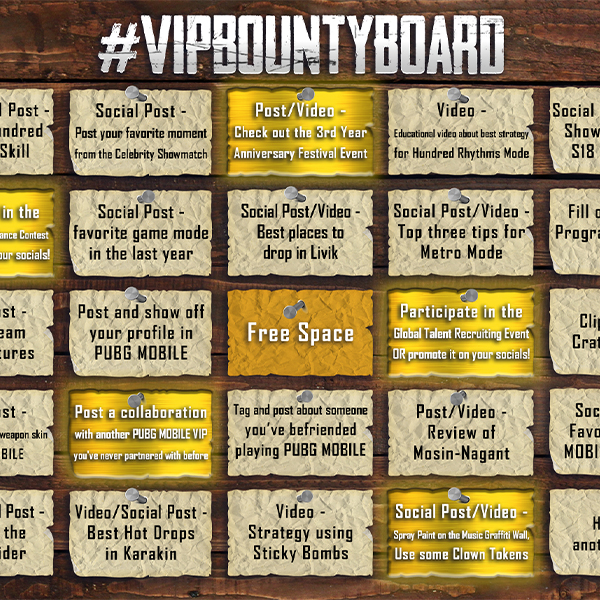 #VIPBOUNTYBOARD
l Post -
undred
Skill
Social Post -
Post your favorite moment
from the Celebrity Showmatch
Post/Video -
Check out the 3rd Year
Anniversary Festival Event
Video -
Educational video about best strategy
for Hundred Rhythms Mode
Social
Show
S18
in the
ance Contest
our socials!
Social Post -
favorite game mode
in the last year
Social Post/Video -
Best places to
drop in Livik
Social Post/Video -
Top three tips for
Metro Mode
Fill o
Progra
st -
eam
tures
Post and show off
your profile in
PUBG MOBILE
Free Space
Participate in the
Global Talent Recruiting Event
OR promote it on your socials!
Clip
Crat
ost -
weapon skin
BILE
Post a collaboration
with another PUBG MOBILE VIP
you've never partnered with before
Tag and post about someone
you've befriended
playing PUBG MOBILE
Post/Video -
Review of
Mosin-Nagant
Soc
Favo
MOBIL
Post -
the
ider
Video/Social Post -
Best Hot Drops
in Karakin
Video -
Strategy using
Sticky Bombs
Social Post/Video -
Spray Paint on the Music Graffiti Wall,
Use some Clown Tokens
H
anot